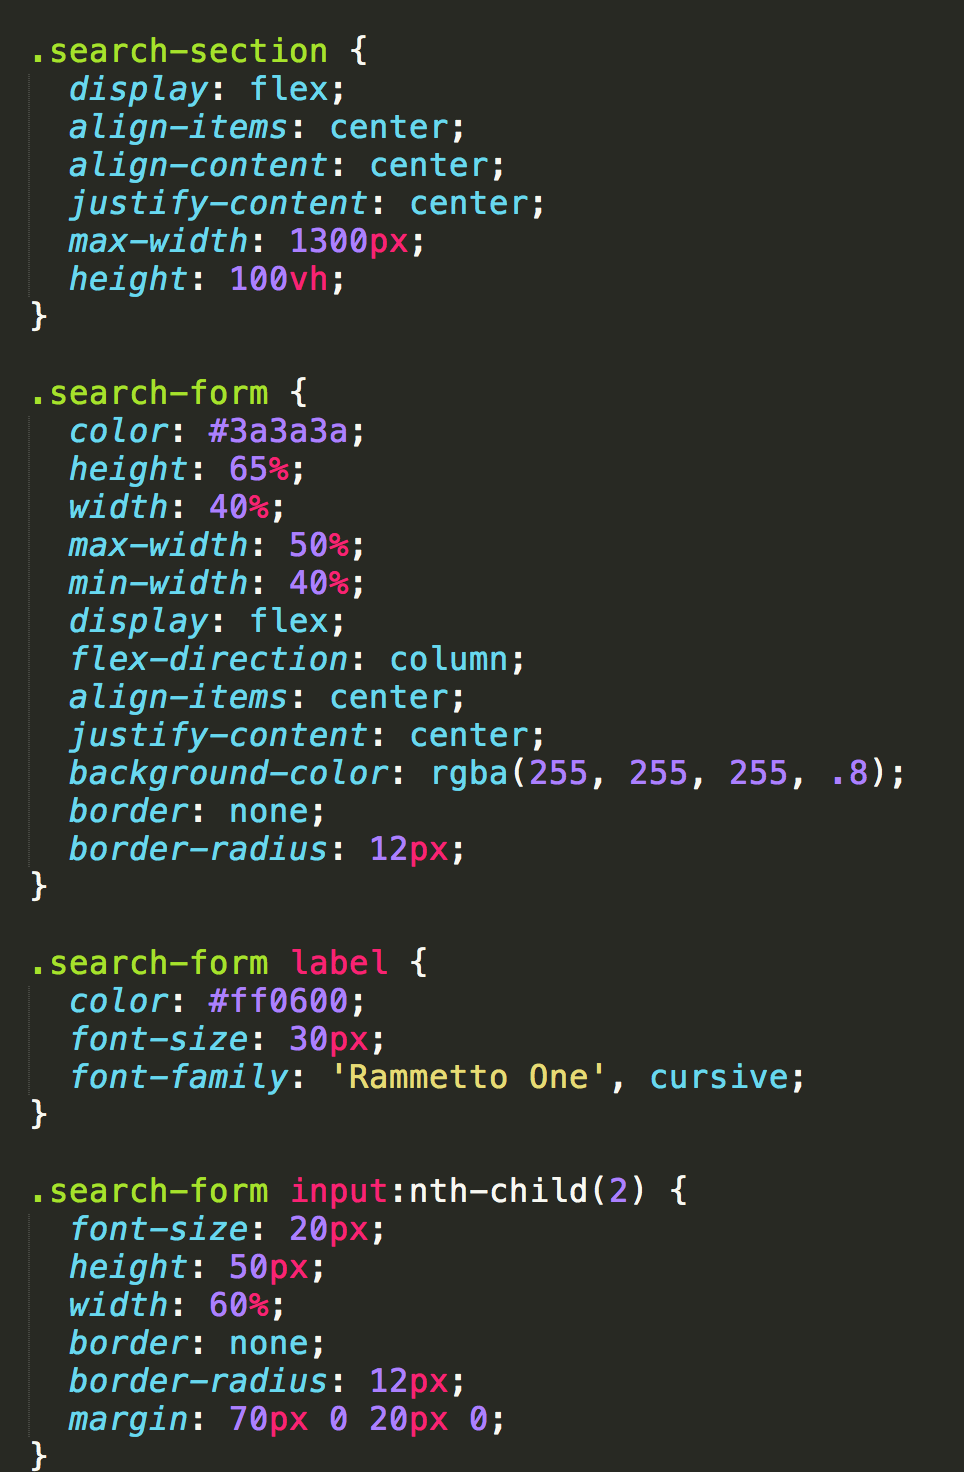 .search-section {
  display: flex;
  align-items: center;
  align-content: center;
  justify-content: center;
  max-width: 1300px;
  height: 100vh;
}

.search-form {
  color: #3a3a3a;
  height: 65%;
  width: 40%;
  max-width: 50%;
  min-width: 40%;
  display: flex;
  flex-direction: column;
  align-items: center;
  justify-content: center;
  background-color: rgba(255, 255, 255, .8);
  border: none;
  border-radius: 12px;
}

.search-form label {
  color: #ff0600;
  font-size: 30px;
  font-family: 'Rammetto One', cursive;
}

.search-form input:nth-child(2) {
  font-size: 20px;
  height: 50px;
  width: 60%;
  border: none;
  border-radius: 12px;
  margin: 70px 0 20px 0;
}